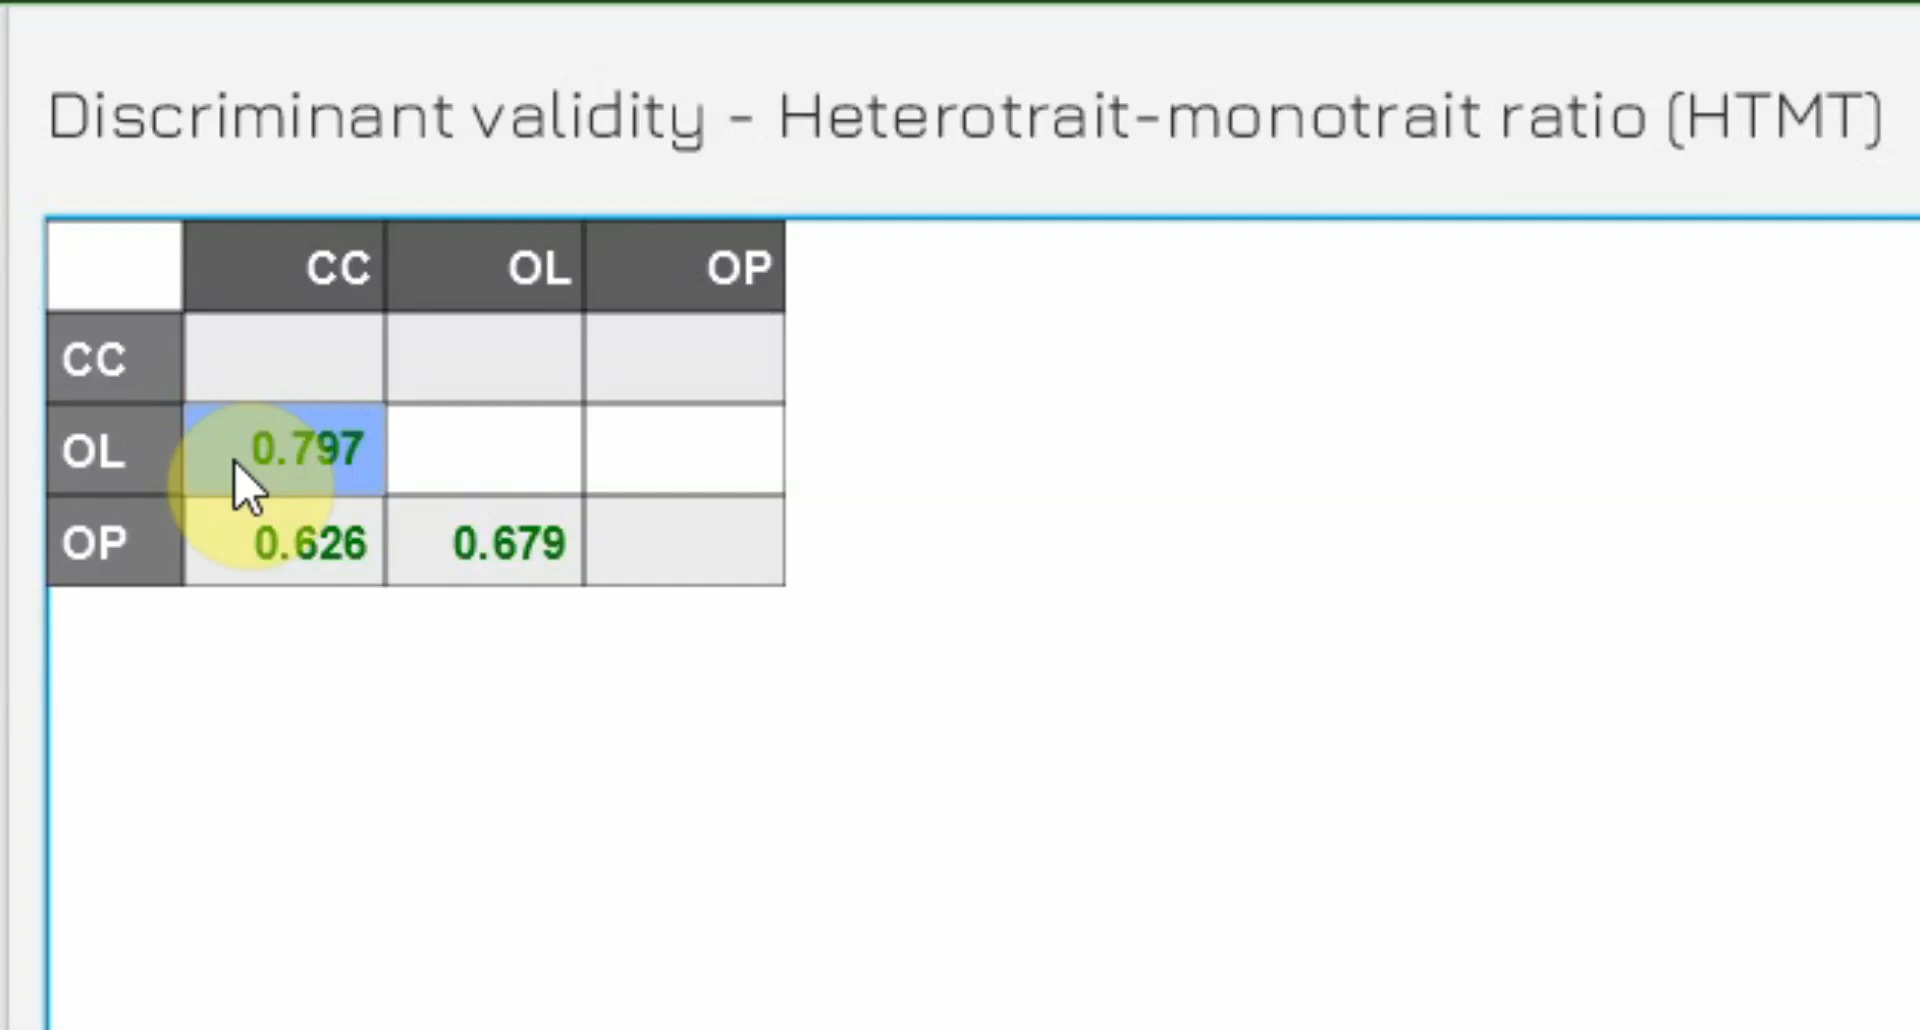 Discriminant validity - Heterotrait-monotrait ratio (HTMT)
CC OL OP
CC
OL 0.797
OP 0.626 0.679